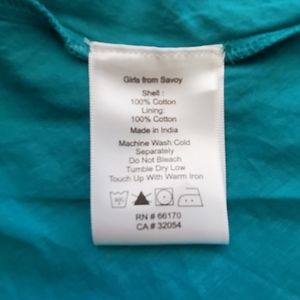 Girls from Savoy
Shell :
100% Cotton
Lining:
100% Cotton
Made in India
Machine Wash Cold
Separately
Do Not Bleach
Tumble Dry Low
Touch Up With Warm Iron
RN # 66170
CA # 32054